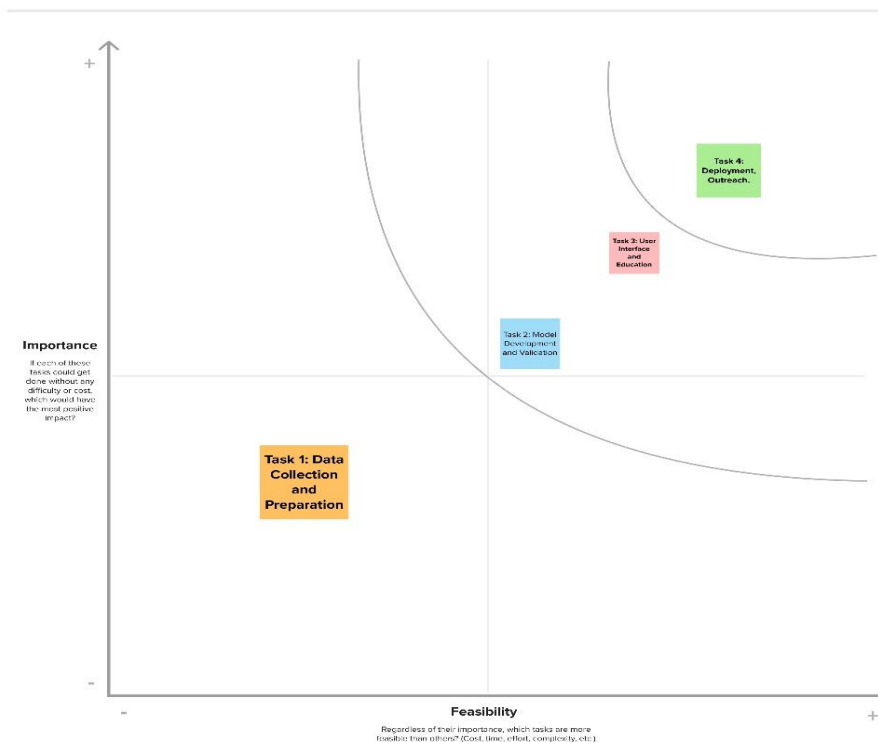 +
Task 4:
Deployment,
Outreach.
Task 3: User
Interface
and
Education
Task 2: Model
Development
and Validation
Importance
If each of these
tasks could get
done without any
difficulty or cost,
which would have
the most positive
impact?
Task 1: Data
Collection
and
Preparation
-
-
Feasibility
+
Regardless of their importance, which tasks are more
feasible than others? (Cost, time, effort, complexity, etc.)